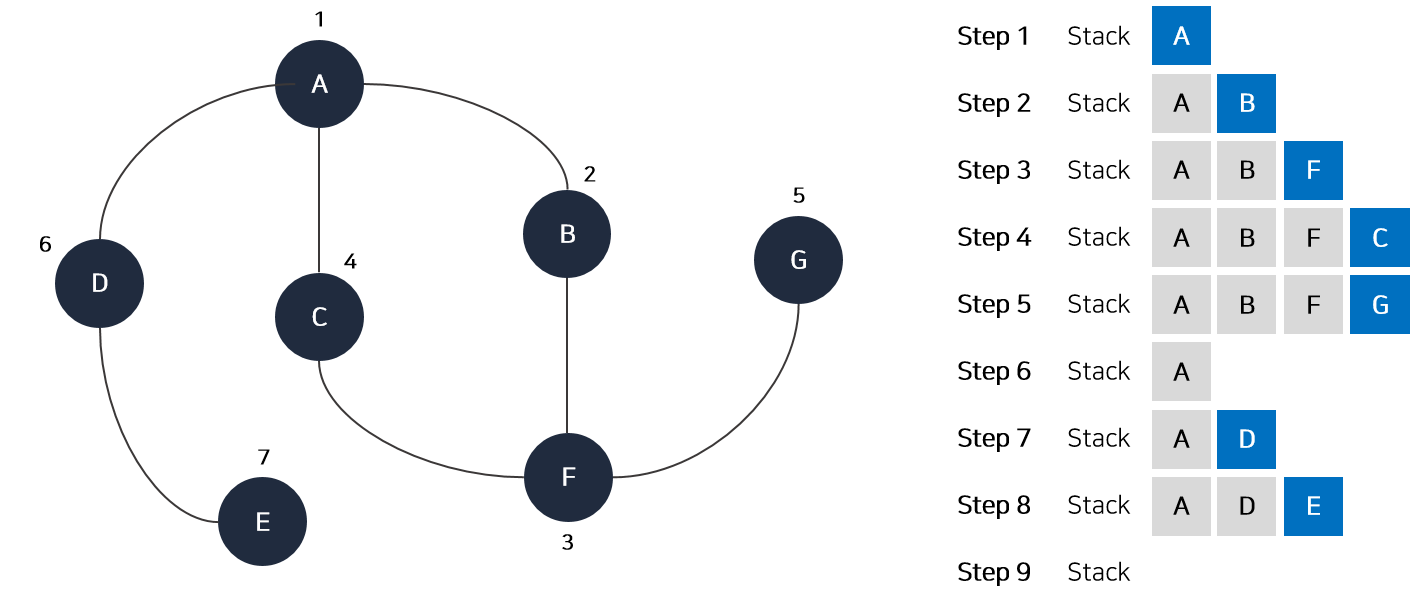 1
A
2
B
5
G
6
D
4
C
7
E
F
3
Step 1 Stack A
Step 2 Stack A B
Step 3 Stack A B F
Step 4 Stack A B F C
Step 5 Stack A B F G
Step 6 Stack A
Step 7 Stack A D
Step 8 Stack A D E
Step 9 Stack